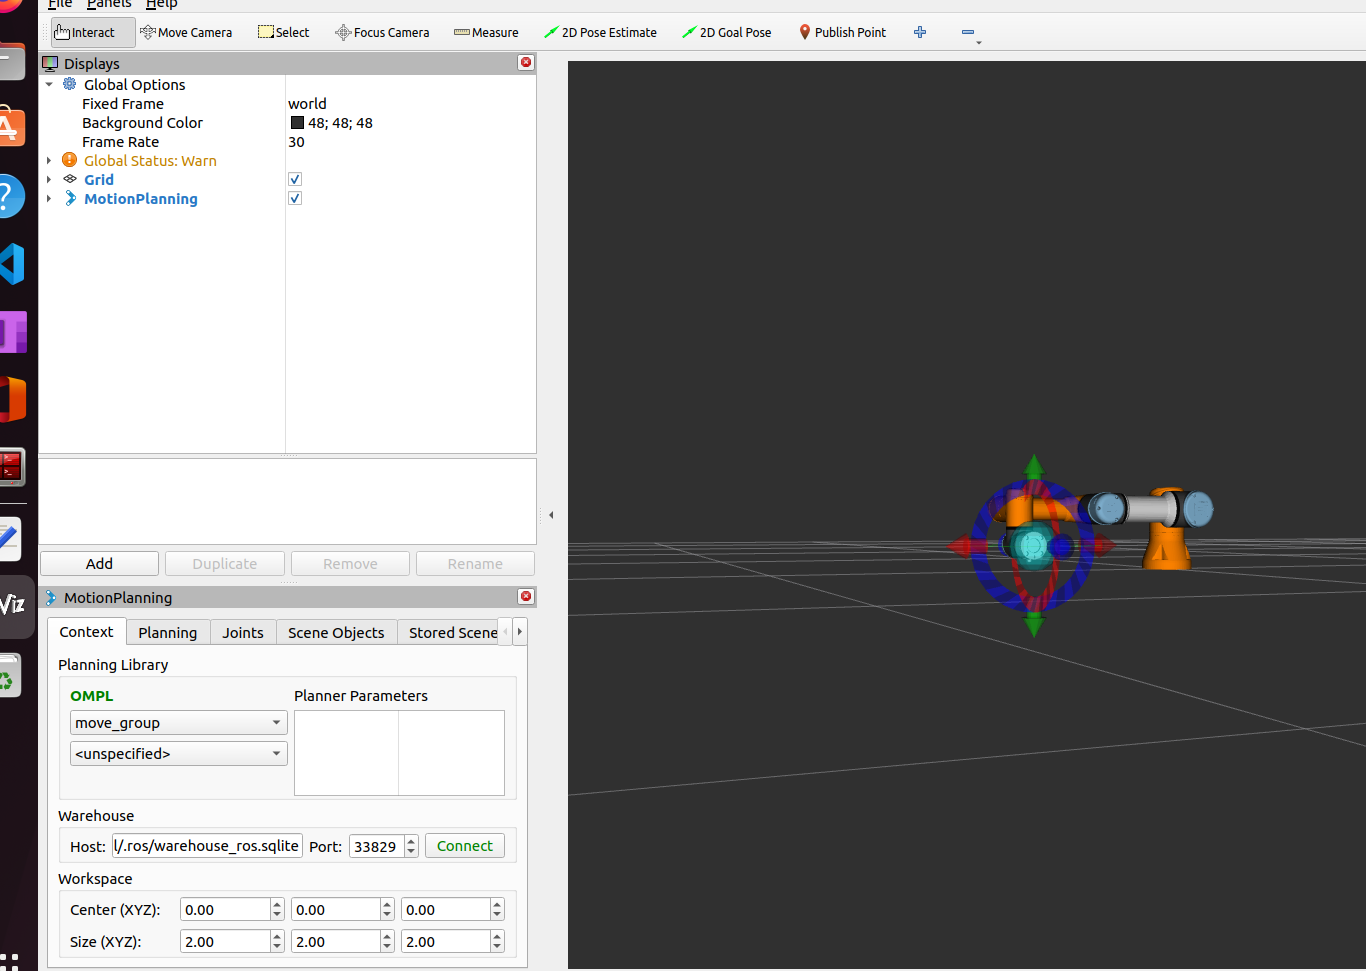 File Panels Help
Interact Move Camera Select Focus Camera Measure 2D Pose Estimate 2D Goal Pose Publish Point
Displays
Global Options
Fixed Frame world
Background Color 48; 48; 48
Frame Rate 30
Global Status: Warn
Grid
MotionPlanning
Add Duplicate Remove Rename
MotionPlanning
Context Planning Joints Scene Objects Stored Scene
Planning Library
OMPL Planner Parameters
move_group
<unspecified>
Warehouse
Host: l/.ros/warehouse_ros.sqlite Port: 33829 Connect
Workspace
Center (XYZ): 0.00 0.00 0.00
Size (XYZ): 2.00 2.00 2.00